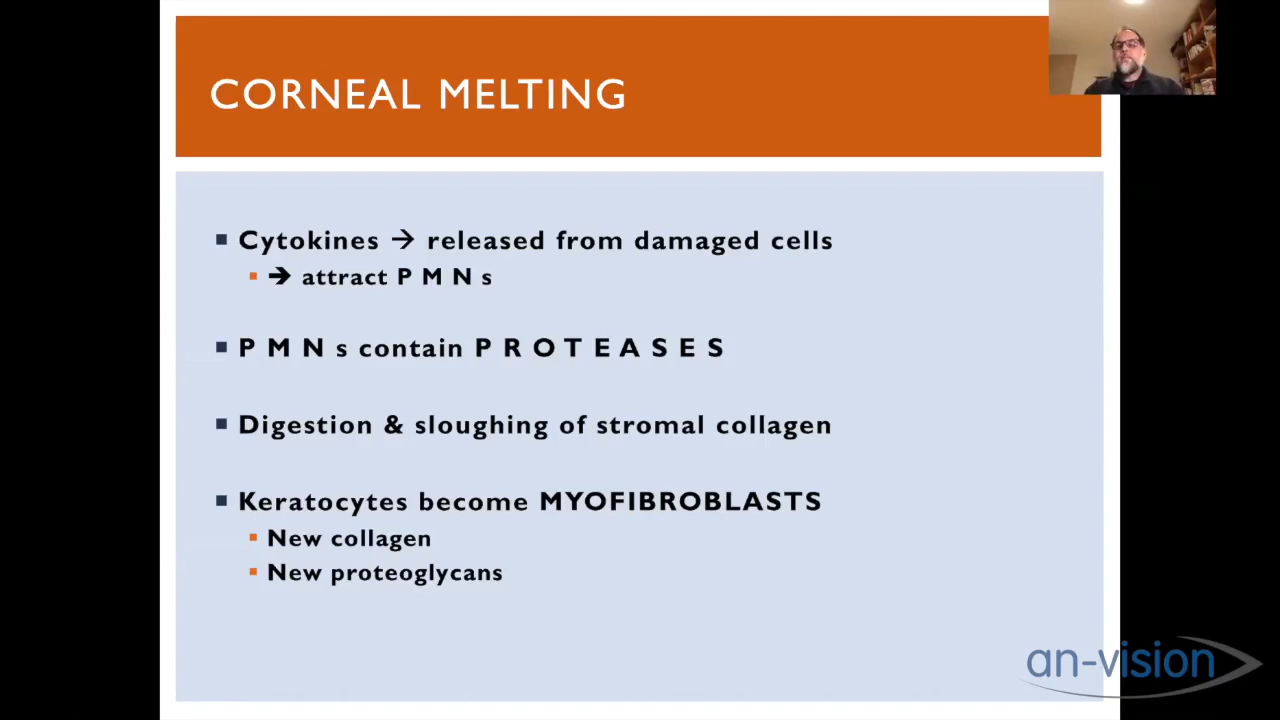 CORNEAL MELTING
Cytokines → released from damaged cells
→ attract P M N s
P M N s contain P R O T E A S E S
Digestion & sloughing of stromal collagen
Keratocytes become MYOFIBROBLASTS
New collagen
New proteoglycans
an-vision